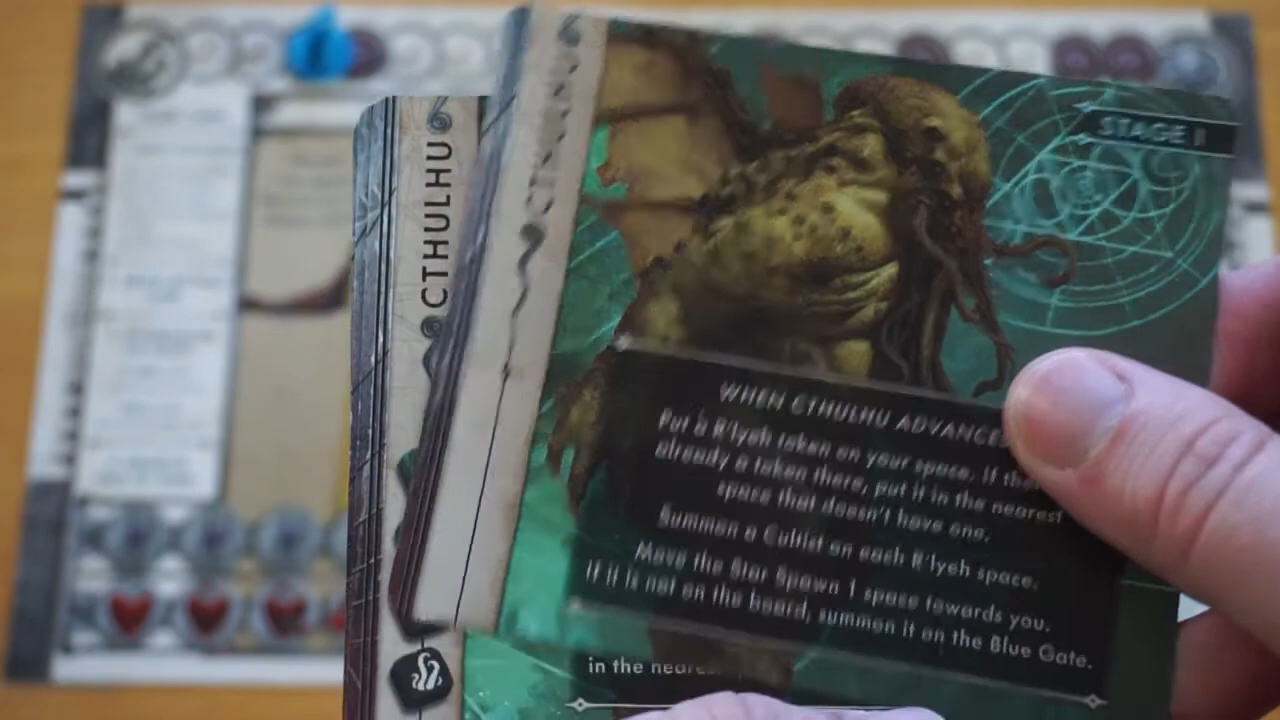 STAGE I
CTHULHU
WHEN CTHULHU ADVANCES
Put a R'lyeh token on your space. If the
already a token there, put it in the nearest
space that doesn't have one.
Summon a Cultist on each R'lyeh space.
Move the Star Spawn 1 space towards you.
If it is not on the board, summon it on the Blue Gate.
in the neares